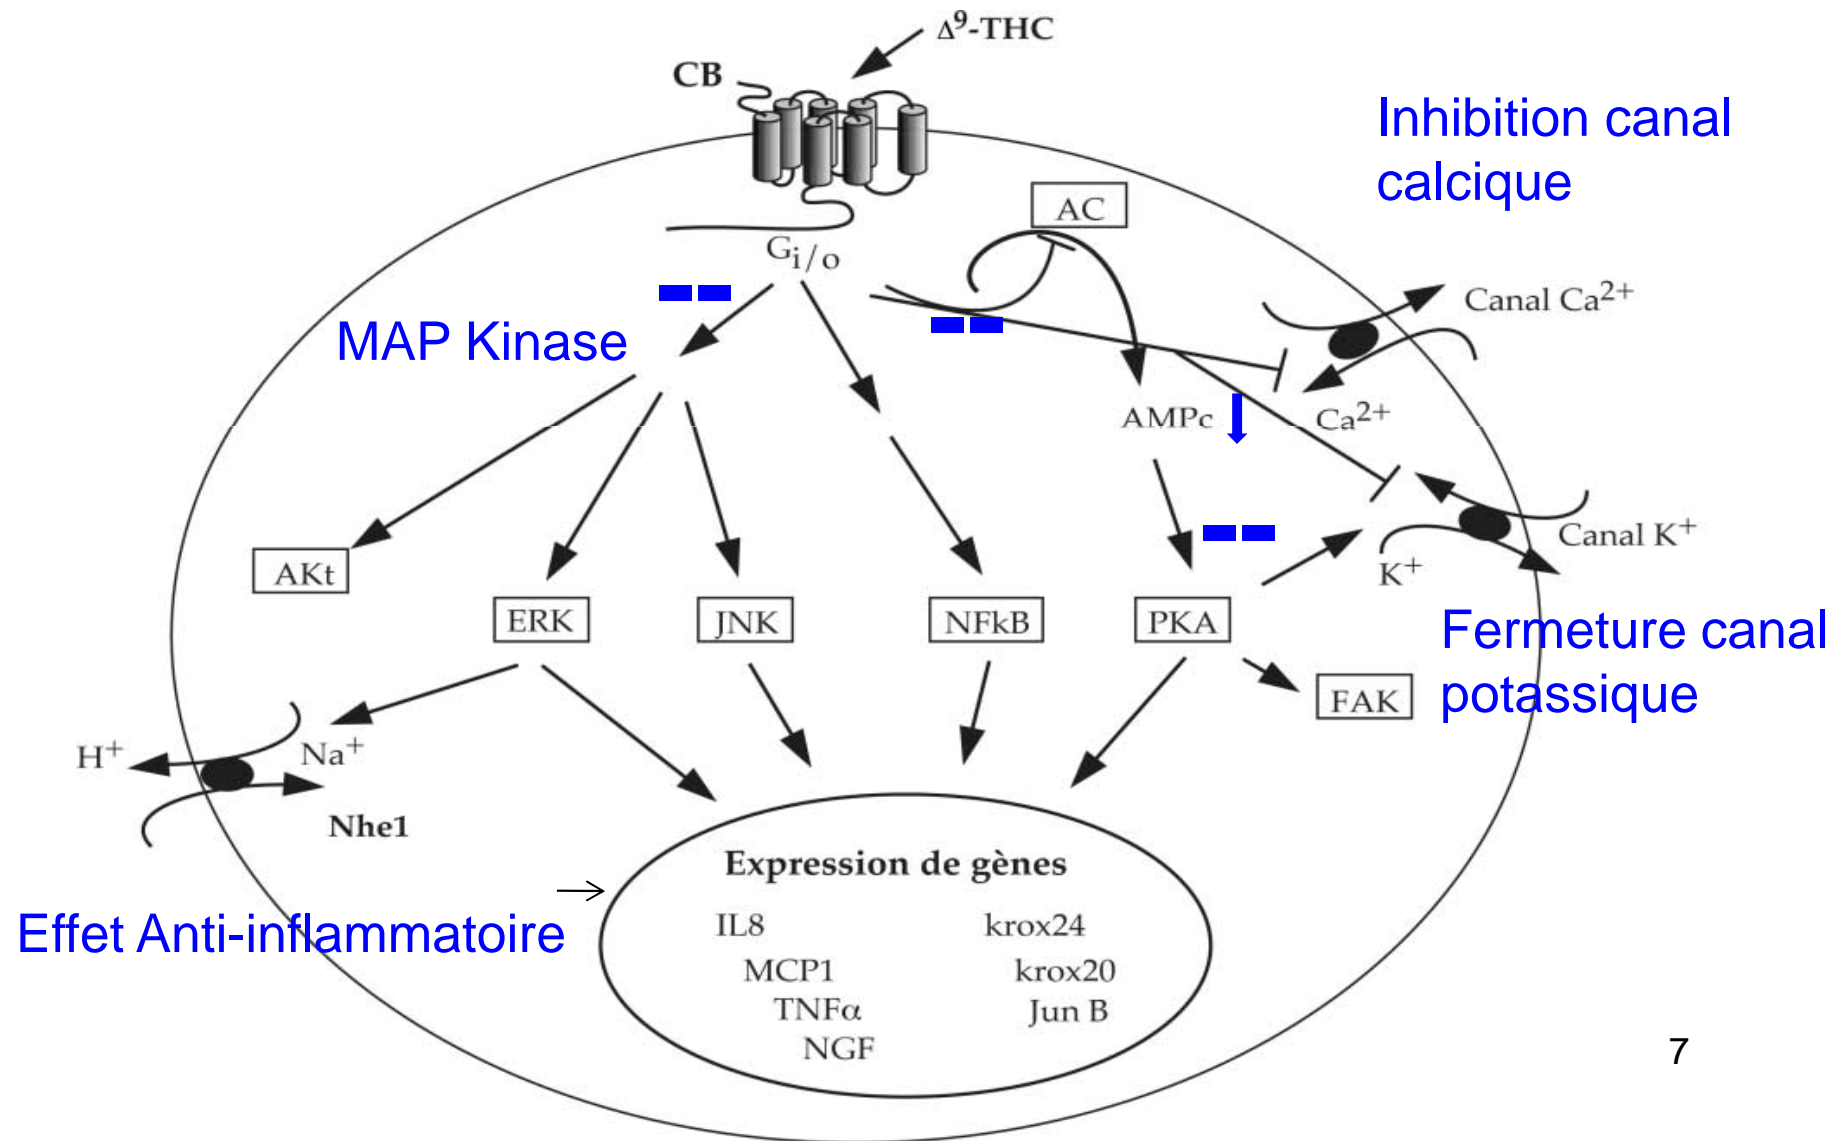 Δ⁹-THC
CB
Inhibition canal
calcique
AC
Gi/o
Canal Ca²⁺
MAP Kinase
AMPc
Ca²⁺
Canal K⁺
K⁺
AKt
ERK
JNK
NFkB
PKA
Fermeture canal
potassique
FAK
H⁺
Na⁺
Nhe1
Expression de gènes
Effet Anti-inflammatoire
IL8
krox24
MCP1
krox20
TNFα
Jun B
NGF
7